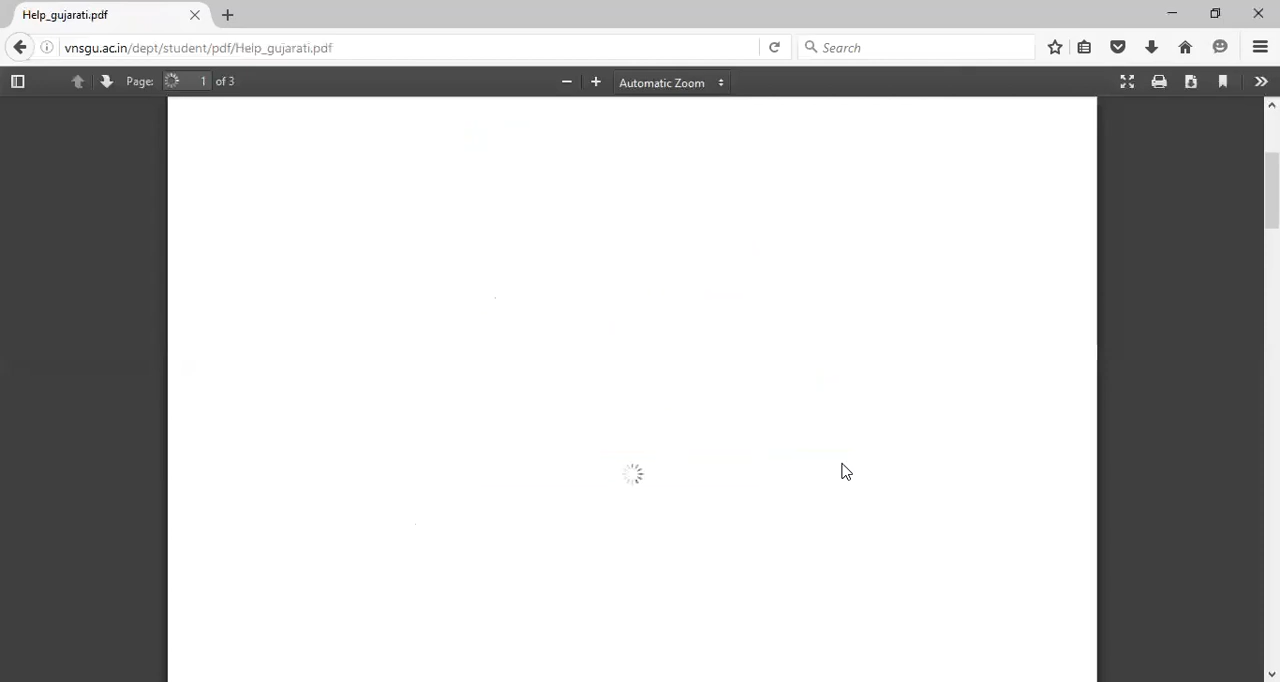 Help_gujarati.pdf
vnsgu.ac.in/dept/student/pdf/Help_gujarati.pdf
Search
Page: 1 of 3
Automatic Zoom